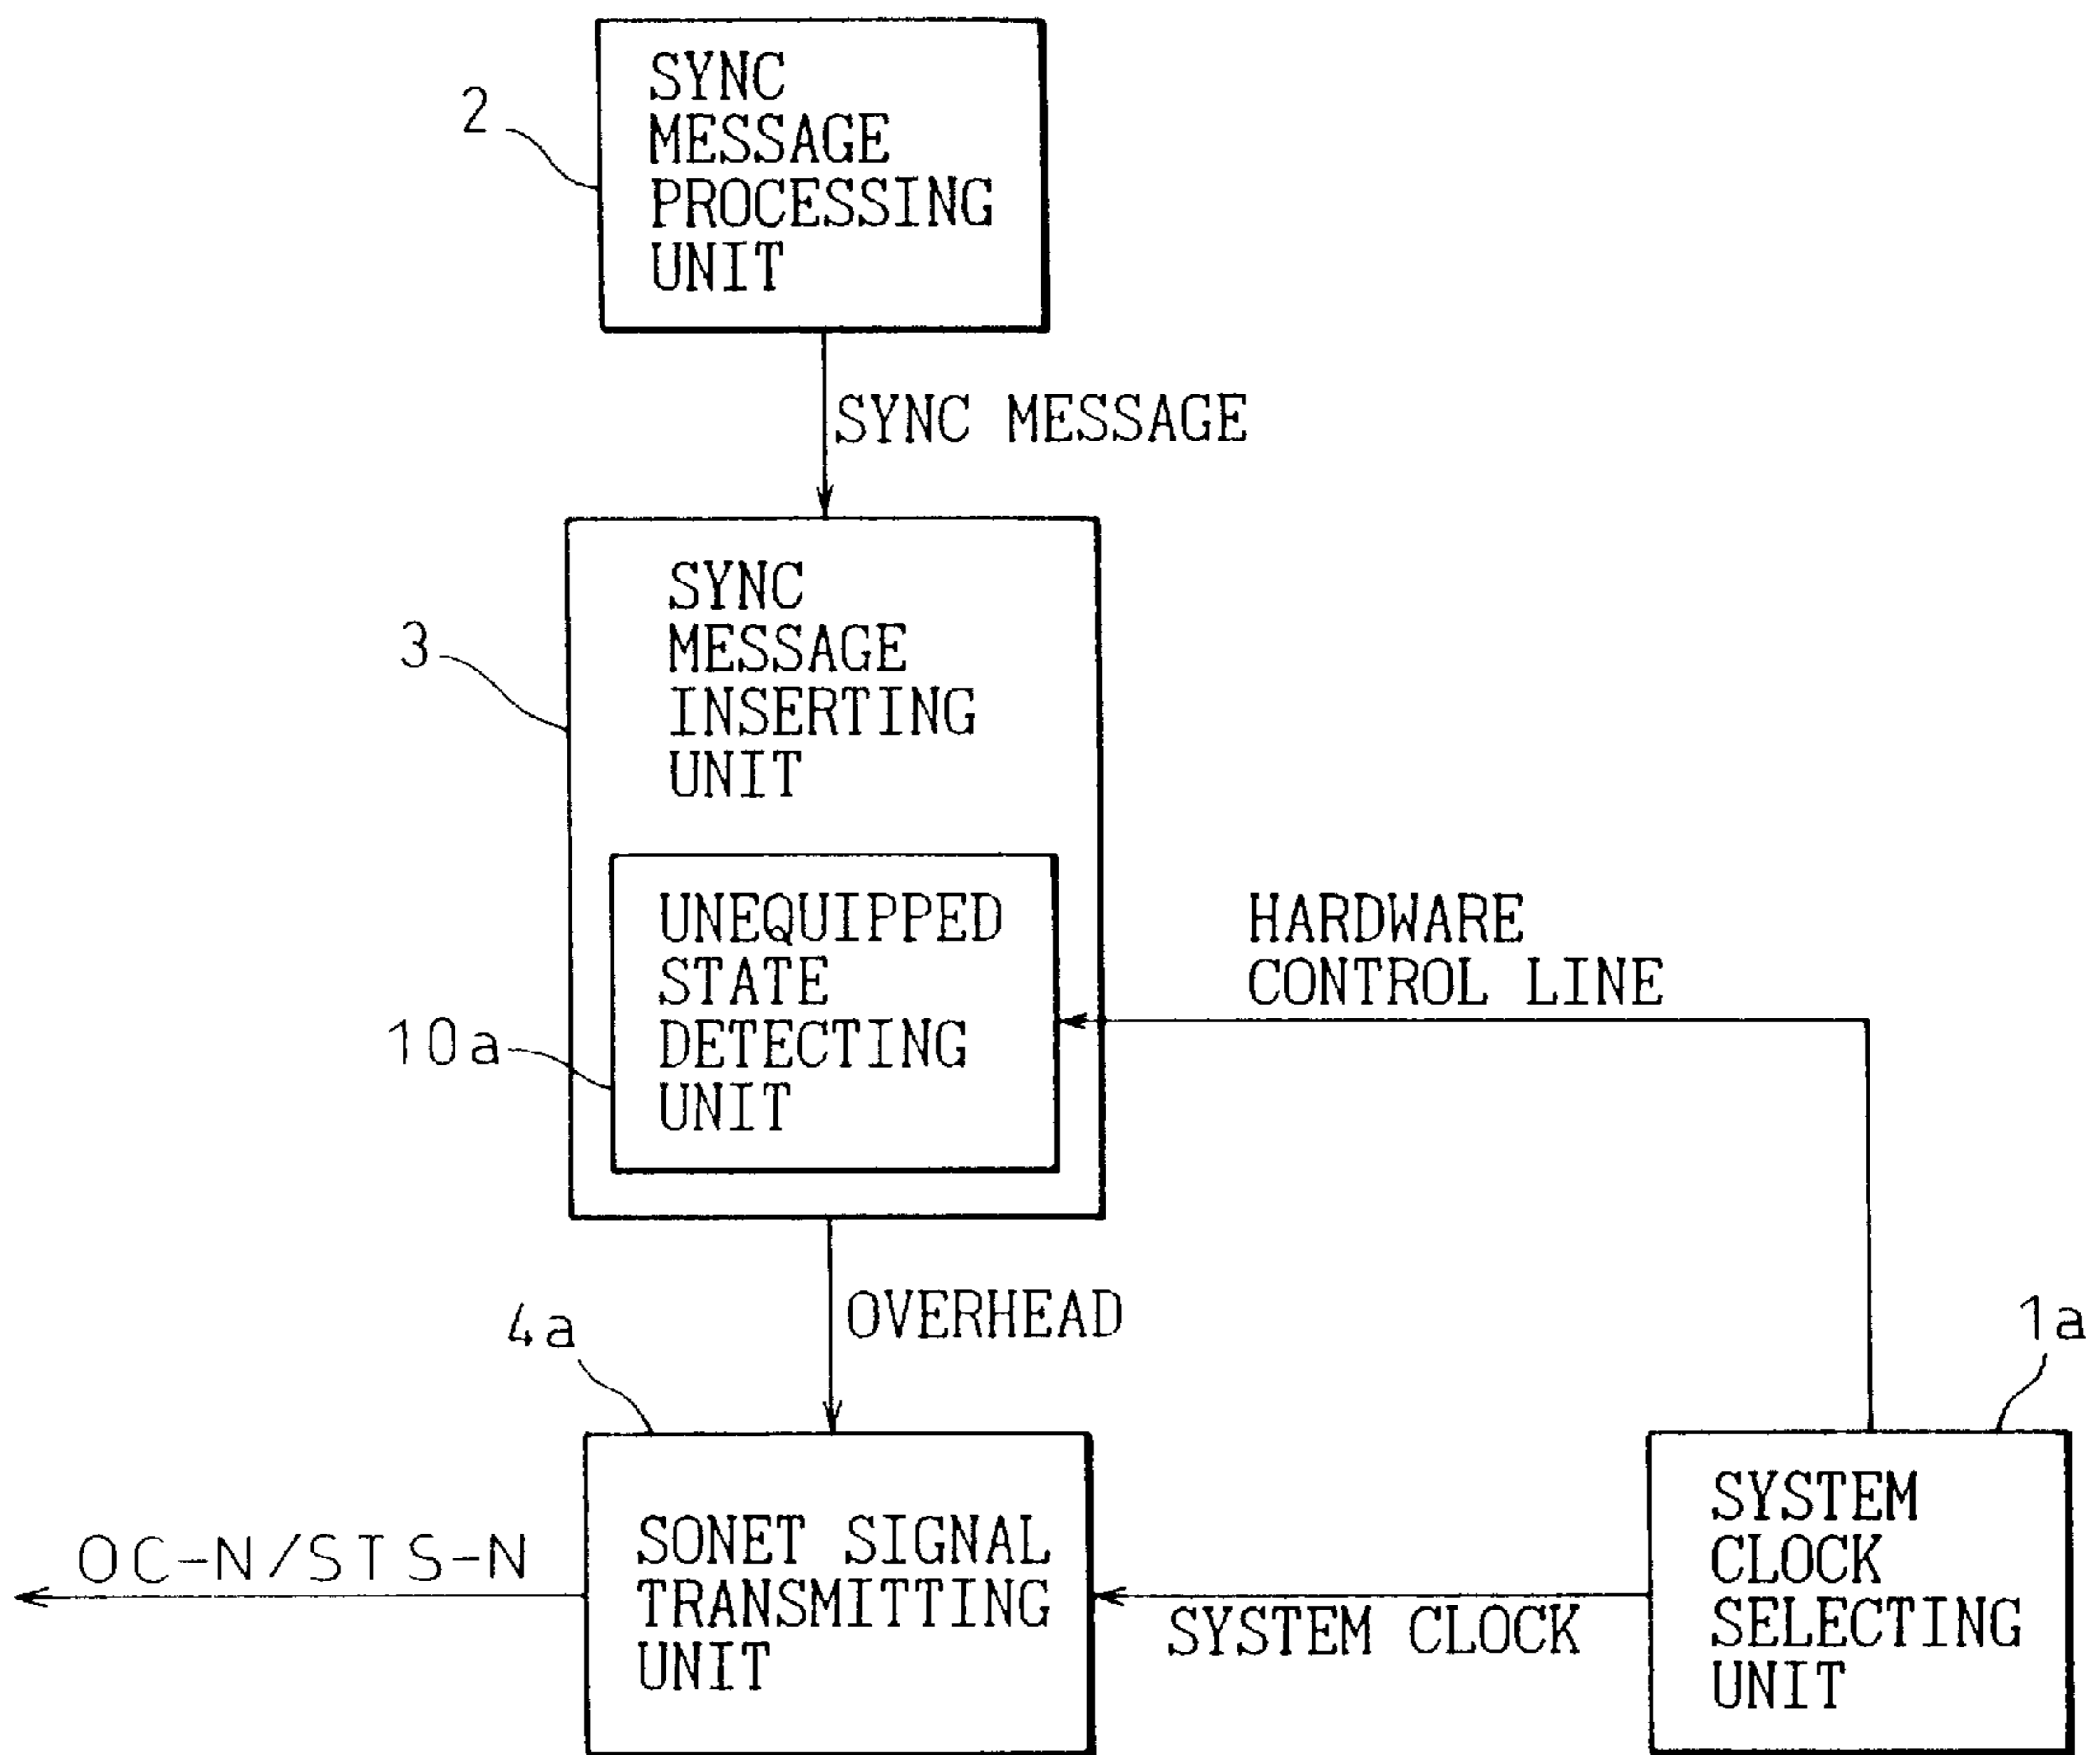 2
SYNC
MESSAGE
PROCESSING
UNIT
SYNC MESSAGE
3
SYNC
MESSAGE
INSERTING
UNIT
10a
UNEQUIPPED
STATE
DETECTING
UNIT
HARDWARE
CONTROL LINE
OVERHEAD
4a
1a
OC-N/STS-N
SONET SIGNAL
TRANSMITTING
UNIT
SYSTEM CLOCK
SYSTEM
CLOCK
SELECTING
UNIT